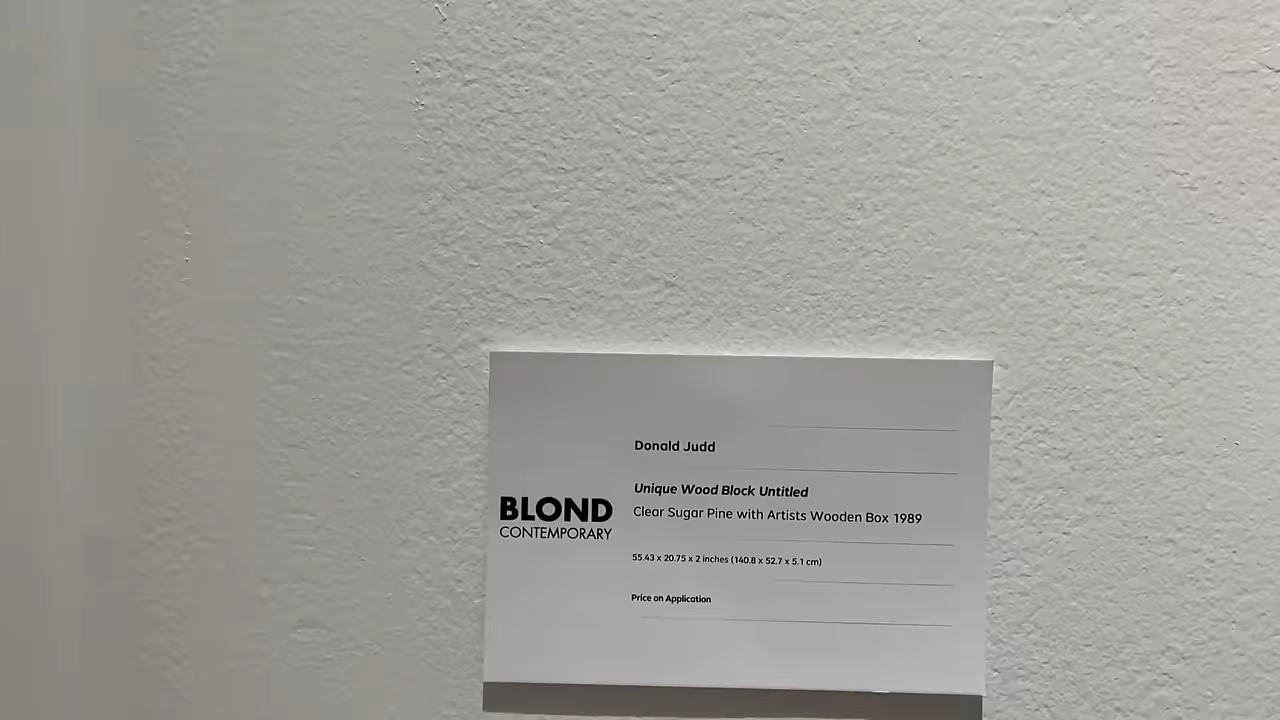 BLOND
CONTEMPORARY
Donald Judd
Unique Wood Block Untitled
Clear Sugar Pine with Artists Wooden Box 1989
55.43 x 20.75 x 2 inches (140.8 x 52.7 x 5.1 cm)
Price on Application